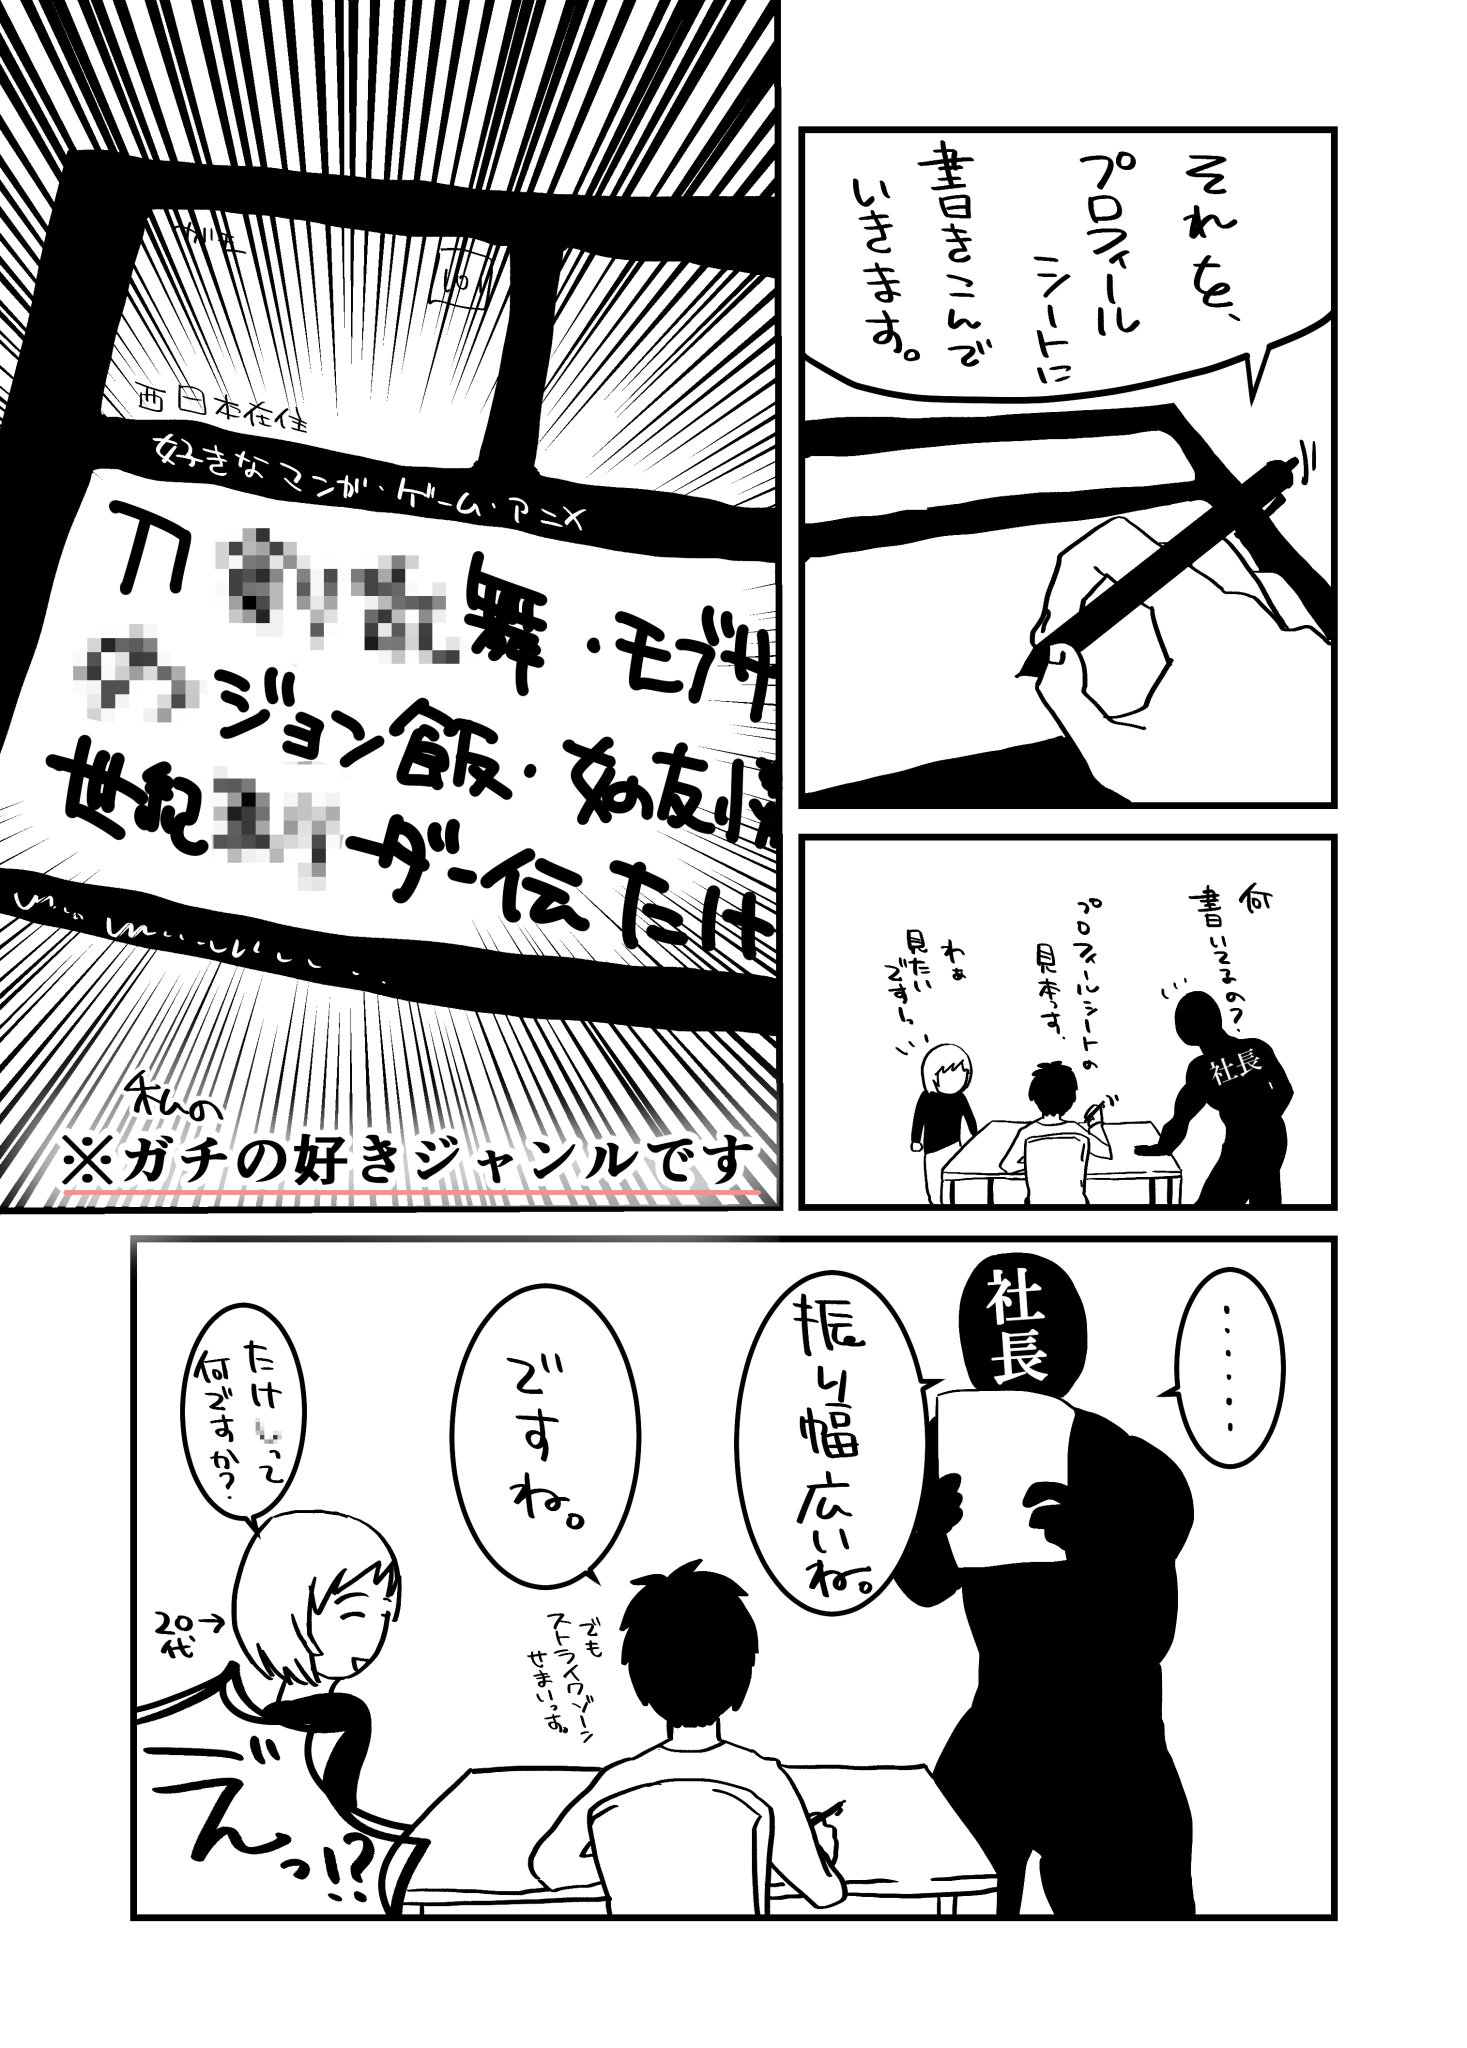 それを、
プロフィール
シートに
書きこんで
いきます。
何
書いてるの?
プロフィールシートの
見本っす。
わぁ
見たい
ですーっ
社長
西日本在住
好きなマンガ・ゲーム・アニメ
刀 舞・モブサ
ジョン飯・女の友情
世紀 ダー伝 たけ
私の
※ガチの好きジャンルです
・・・・・・
社長
振り幅広いね。
ですね。
でも
ストライクゾーン
せまいっす。
たけ って
何ですか?
20代→
えっ!?